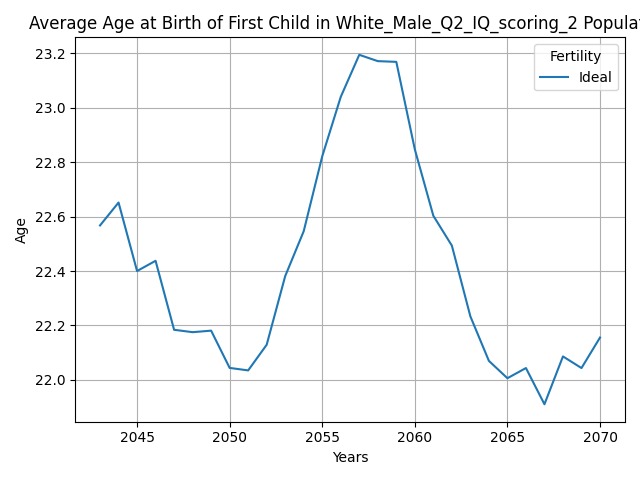 Average Age at Birth of First Child in White_Male_Q2_IQ_scoring_2 Populat
Fertility
Ideal
23.2
23.0
22.8
22.6
22.4
22.2
22.0
Age
2045 2050 2055 2060 2065 2070
Years